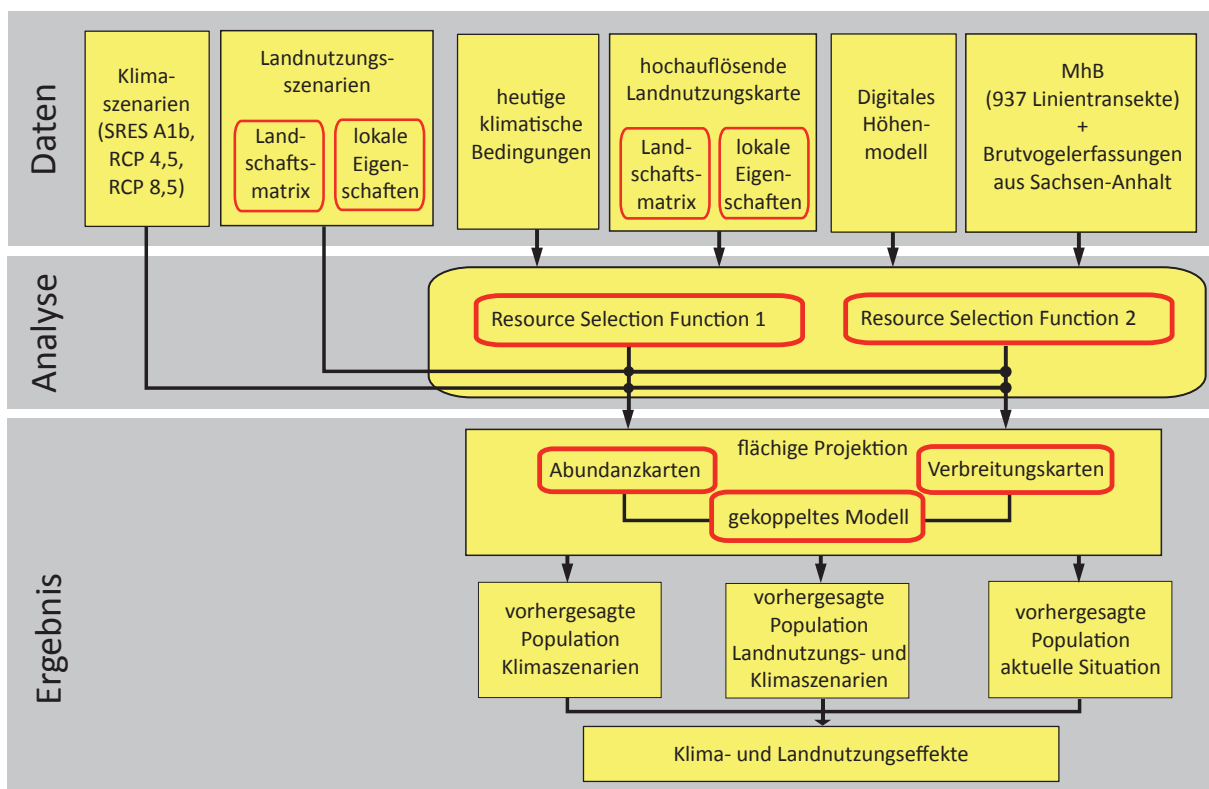 Daten
Klima-
szenarien
(SRES A1b,
RCP 4,5,
RCP 8,5)
Landnutzungs-
szenarien
Land-
schafts-
matrix
lokale
Eigen-
schaften
heutige
klimatische
Bedingungen
hochauflösende
Landnutzungskarte
Land-
schafts-
matrix
lokale
Eigen-
schaften
Digitales
Höhen-
modell
MhB
(937 Linientransekte)
+
Brutvogelerfassungen
aus Sachsen-Anhalt
Analyse
Resource Selection Function 1
Resource Selection Function 2
Ergebnis
flächige Projektion
Abundanzkarten
Verbreitungskarten
gekoppeltes Modell
vorhergesagte
Population
Klimaszenarien
vorhergesagte
Population
Landnutzungs- und
Klimaszenarien
vorhergesagte
Population
aktuelle Situation
Klima- und Landnutzungseffekte